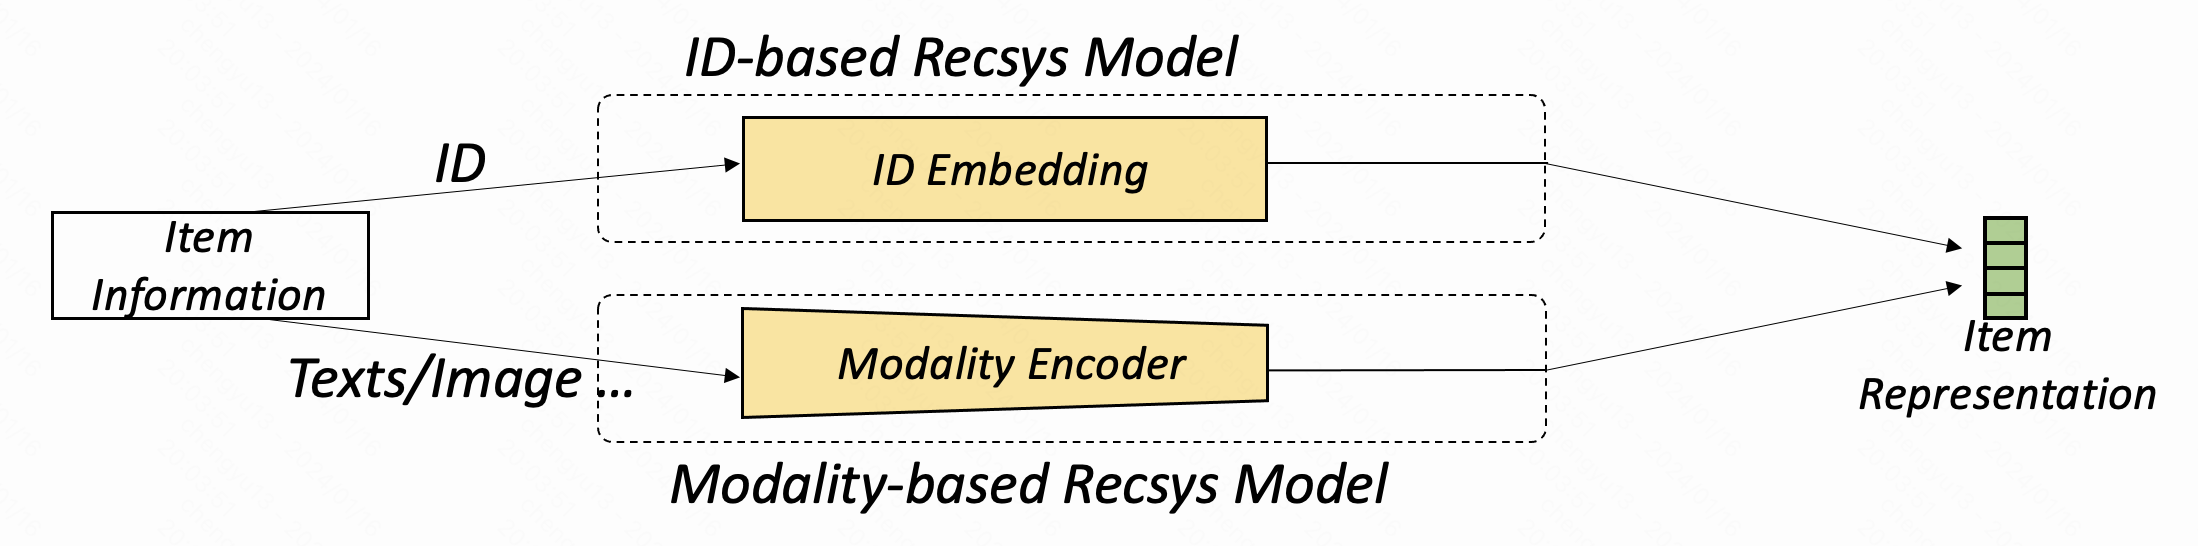 ID-based Recsys Model
ID
ID Embedding
Item
Information
Texts/Image ...
Modality Encoder
Item
Representation
Modality-based Recsys Model